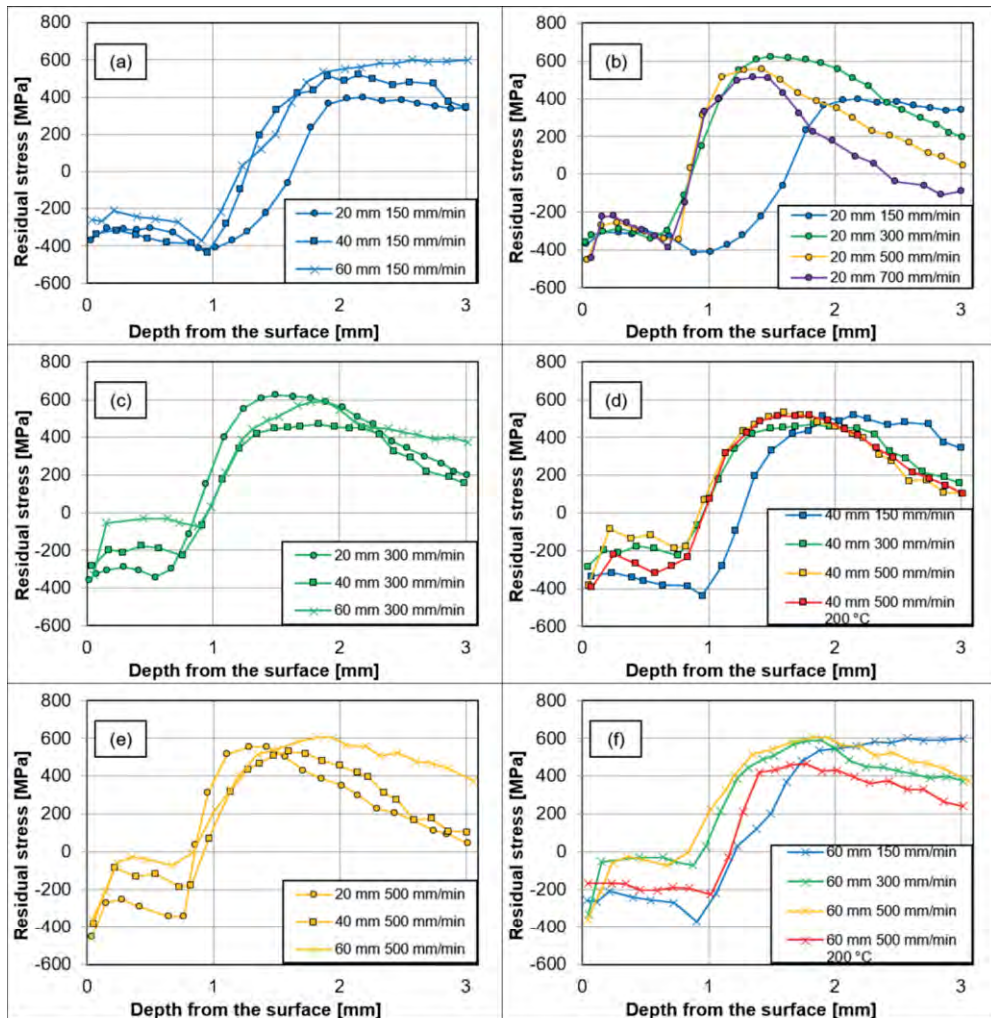 (a)
Residual stress [MPa]
800
600
400
200
0
-200
-400
-600
0 1 2 3
Depth from the surface [mm]
20 mm 150 mm/min
40 mm 150 mm/min
60 mm 150 mm/min
(b)
Residual stress [MPa]
800
600
400
200
0
-200
-400
-600
0 1 2 3
Depth from the surface [mm]
20 mm 150 mm/min
20 mm 300 mm/min
20 mm 500 mm/min
20 mm 700 mm/min
(c)
Residual stress [MPa]
800
600
400
200
0
-200
-400
-600
0 1 2 3
Depth from the surface [mm]
20 mm 300 mm/min
40 mm 300 mm/min
60 mm 300 mm/min
(d)
Residual stress [MPa]
800
600
400
200
0
-200
-400
-600
0 1 2 3
Depth from the surface [mm]
40 mm 150 mm/min
40 mm 300 mm/min
40 mm 500 mm/min
40 mm 500 mm/min
200 °C
(e)
Residual stress [MPa]
800
600
400
200
0
-200
-400
-600
0 1 2 3
Depth from the surface [mm]
20 mm 500 mm/min
40 mm 500 mm/min
60 mm 500 mm/min
(f)
Residual stress [MPa]
800
600
400
200
0
-200
-400
-600
0 1 2 3
Depth from the surface [mm]
60 mm 150 mm/min
60 mm 300 mm/min
60 mm 500 mm/min
60 mm 500 mm/min
200 °C